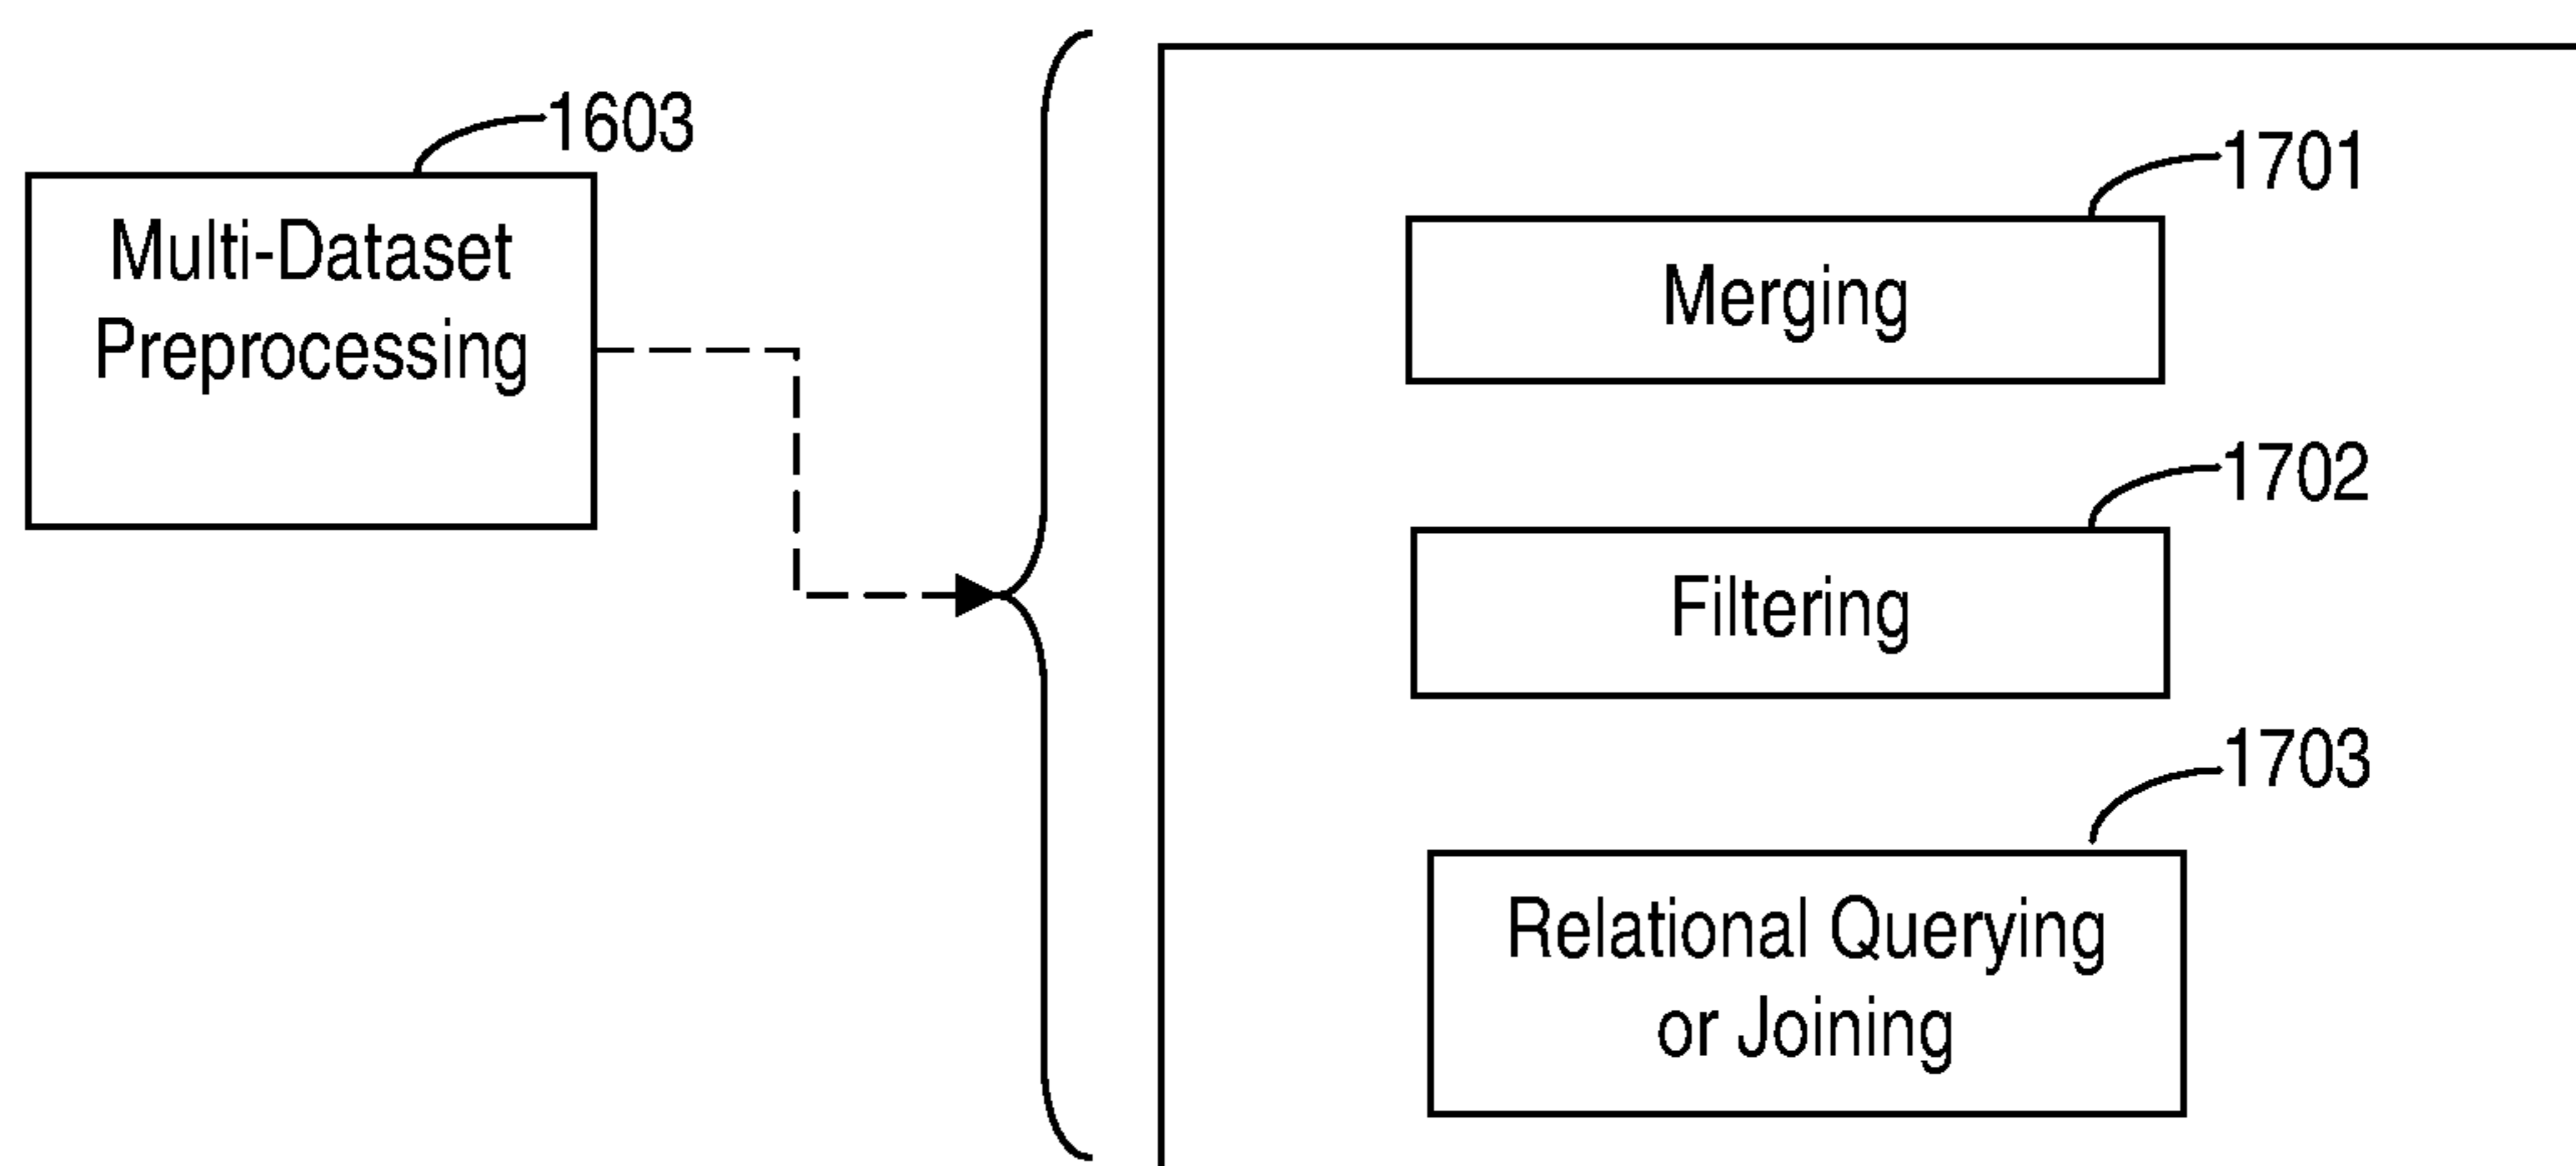 1603
Multi-Dataset
Preprocessing
1701
Merging
1702
Filtering
1703
Relational Querying
or Joining